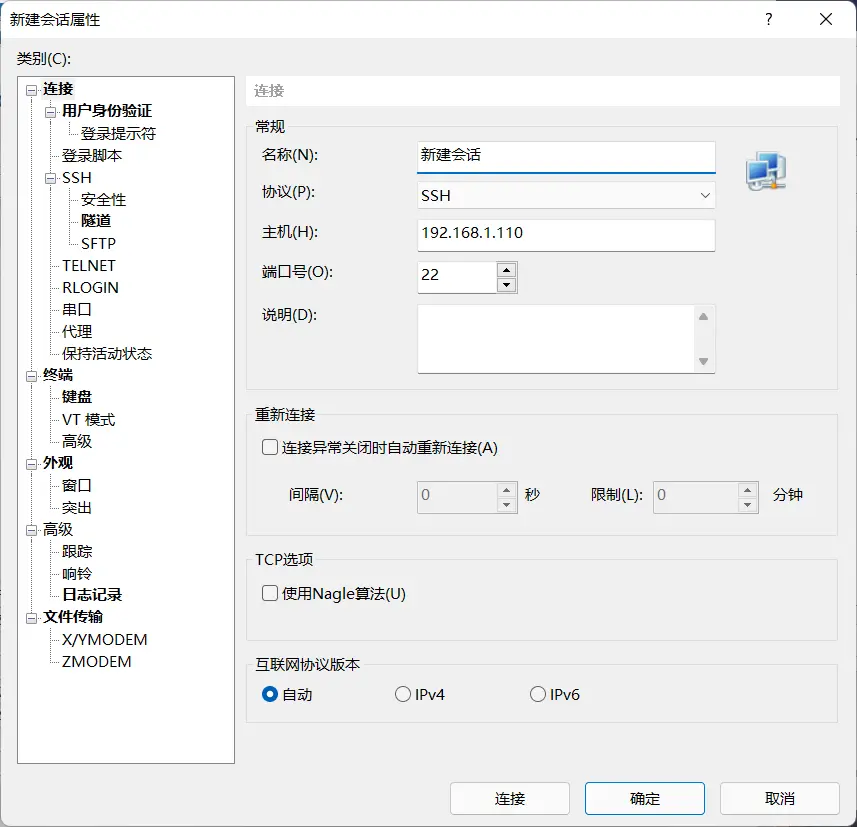 新建会话属性
?
类别(C):
连接
用户身份验证
登录提示符
登录脚本
SSH
安全性
隧道
SFTP
TELNET
RLOGIN
串口
代理
保持活动状态
终端
键盘
VT 模式
高级
外观
窗口
突出
高级
跟踪
响铃
日志记录
文件传输
X/YMODEM
ZMODEM
连接
常规
名称(N): 新建会话
协议(P): SSH
主机(H): 192.168.1.110
端口号(O): 22
说明(D):
重新连接
连接异常关闭时自动重新连接(A)
间隔(V): 0 秒 限制(L): 0 分钟
TCP选项
使用Nagle算法(U)
互联网协议版本
自动 IPv4 IPv6
连接 确定 取消